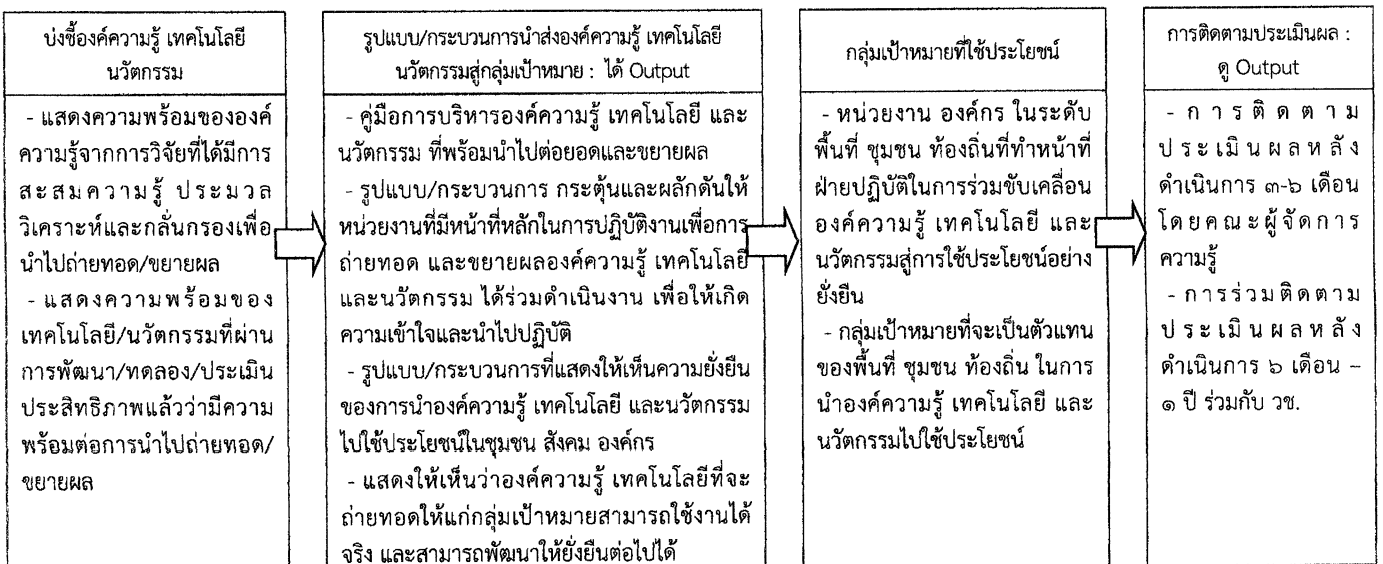 บ่งชี้องค์ความรู้ เทคโนโลยี
นวัตกรรม
- แสดงความพร้อมขององค์
ความรู้จากการวิจัยที่ได้มีการ
สะสมความรู้ ประมวล
วิเคราะห์และกลั่นกรองเพื่อ
นำไปถ่ายทอด/ขยายผล
- แสดงความพร้อมของ
เทคโนโลยี/นวัตกรรมที่ผ่าน
การพัฒนา/ทดลอง/ประเมิน
ประสิทธิภาพแล้วว่ามีความ
พร้อมต่อการนำไปถ่ายทอด/
ขยายผล
รูปแบบ/กระบวนการนำส่งองค์ความรู้ เทคโนโลยี
นวัตกรรมสู่กลุ่มเป้าหมาย : ได้ Output
- คู่มือการบริหารองค์ความรู้ เทคโนโลยี และ
นวัตกรรม ที่พร้อมนำไปต่อยอดและขยายผล
- รูปแบบ/กระบวนการ กระตุ้นและผลักดันให้
หน่วยงานที่มีหน้าที่หลักในการปฏิบัติงานเพื่อการ
ถ่ายทอด และขยายผลองค์ความรู้ เทคโนโลยี
และนวัตกรรม ได้ร่วมดำเนินงาน เพื่อให้เกิด
ความเข้าใจและนำไปปฏิบัติ
- รูปแบบ/กระบวนการที่แสดงให้เห็นความยั่งยืน
ของการนำองค์ความรู้ เทคโนโลยี และนวัตกรรม
ไปใช้ประโยชน์ในชุมชน สังคม องค์กร
- แสดงให้เห็นว่าองค์ความรู้ เทคโนโลยีที่จะ
ถ่ายทอดให้แก่กลุ่มเป้าหมายสามารถใช้งานได้
จริง และสามารถพัฒนาให้ยั่งยืนต่อไปได้
กลุ่มเป้าหมายที่ใช้ประโยชน์
- หน่วยงาน องค์กร ในระดับ
พื้นที่ ชุมชน ท้องถิ่นที่ทำหน้าที่
ฝ่ายปฏิบัติในการร่วมขับเคลื่อน
องค์ความรู้ เทคโนโลยี และ
นวัตกรรมสู่การใช้ประโยชน์อย่าง
ยั่งยืน
- กลุ่มเป้าหมายที่จะเป็นตัวแทน
ของพื้นที่ ชุมชน ท้องถิ่น ในการ
นำองค์ความรู้ เทคโนโลยี และ
นวัตกรรมไปใช้ประโยชน์
การติดตามประเมินผล :
ดู Output
- การติดตาม
ประเมินผลหลัง
ดำเนินการ ๓-๖ เดือน
โดยคณะผู้จัดการ
ความรู้
- การร่วมติดตาม
ประเมินผลหลัง
ดำเนินการ ๖ เดือน –
๑ ปี ร่วมกับ วช.